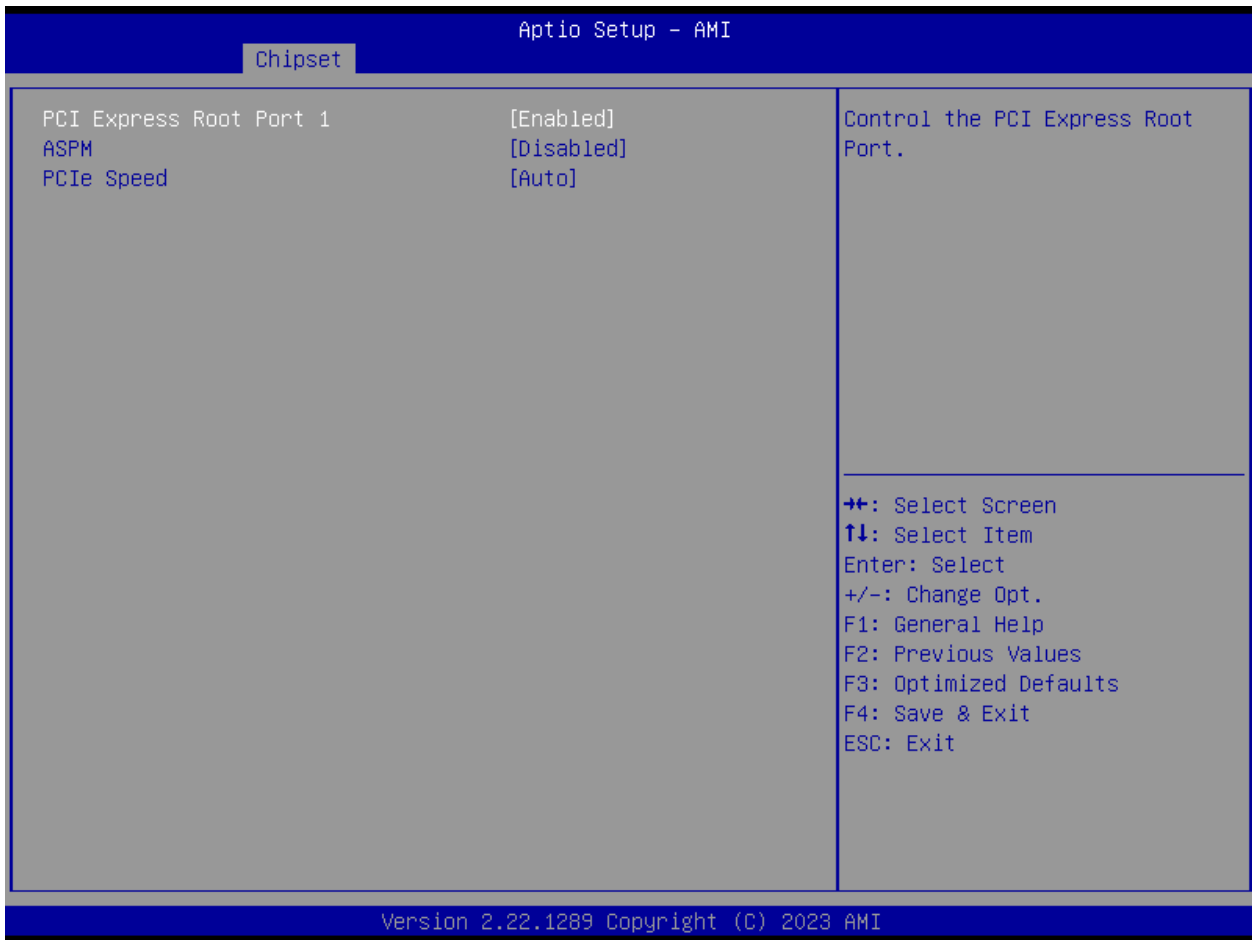 Aptio Setup – AMI
Chipset
PCI Express Root Port 1 [Enabled]
ASPM [Disabled]
PCIe Speed [Auto]
Control the PCI Express Root
Port.
→←: Select Screen
↑↓: Select Item
Enter: Select
+/-: Change Opt.
F1: General Help
F2: Previous Values
F3: Optimized Defaults
F4: Save & Exit
ESC: Exit
Version 2.22.1289 Copyright (C) 2023 AMI